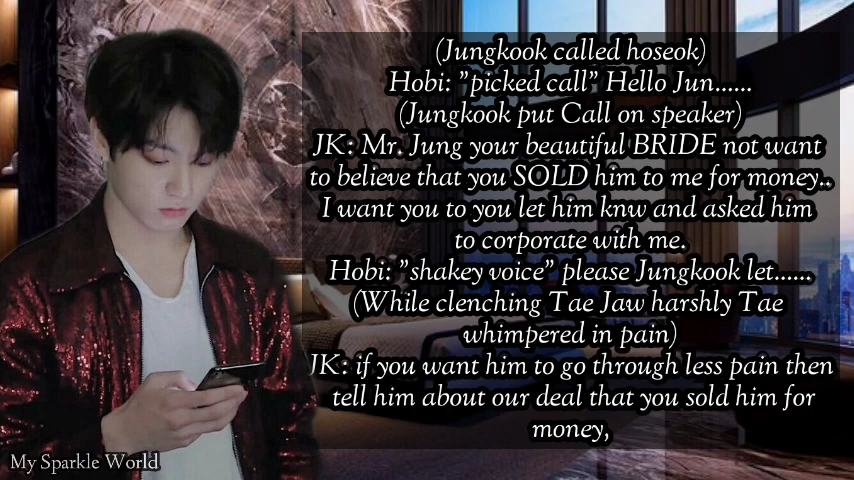 (Jungkook called hoseok)
Hobi: "picked call" Hello Jun......
(Jungkook put Call on speaker)
JK: Mr. Jung your beautiful BRIDE not want
to believe that you SOLD him to me for money..
I want you to you let him knw and asked him
to corporate with me.
Hobi: "shakey voice" please Jungkook let......
(While clenching Tae Jaw harshly Tae
whimpered in pain)
JK: if you want him to go through less pain then
tell him about our deal that you sold him for
money,
My Sparkle World